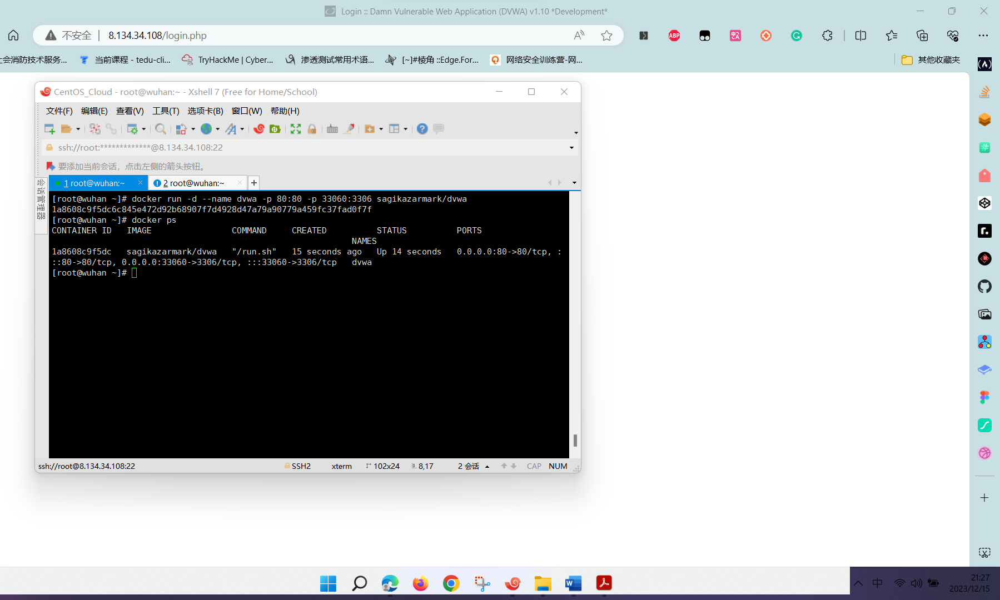 Login :: Damn Vulnerable Web Application (DVWA) v1.10 *Development*
不安全 | 8.134.34.108/login.php
ABP
社会消防技术服务... 当前课程 - tedu-cli... TryHackMe | Cyber... 渗透测试常用术语... [~]#棱角 ::Edge.For... 网络安全训练营-网... 其他收藏夹
CentOS_Cloud - root@wuhan:~ - Xshell 7 (Free for Home/School)
文件(F) 编辑(E) 查看(V) 工具(T) 选项卡(B) 窗口(W) 帮助(H)
ssh://root:*************@8.134.34.108:22
要添加当前会话，点击左侧的箭头按钮。
会话管理器
1 root@wuhan:~ 2 root@wuhan:~
[root@wuhan ~]# docker run -d --name dvwa -p 80:80 -p 33060:3306 sagikazarmark/dvwa
1a8608c9f5dc6c845e472d92b68907f7d4928d47a79a90779a459fc37fad0f7f
[root@wuhan ~]# docker ps
CONTAINER ID IMAGE COMMAND CREATED STATUS PORTS
NAMES
1a8608c9f5dc sagikazarmark/dvwa "/run.sh" 15 seconds ago Up 14 seconds 0.0.0.0:80->80/tcp, :
::80->80/tcp, 0.0.0.0:33060->3306/tcp, :::33060->3306/tcp dvwa
[root@wuhan ~]#
ssh://root@8.134.34.108:22 SSH2 xterm 102x24 8,17 2 会话 CAP NUM
中 21:27
2023/12/15